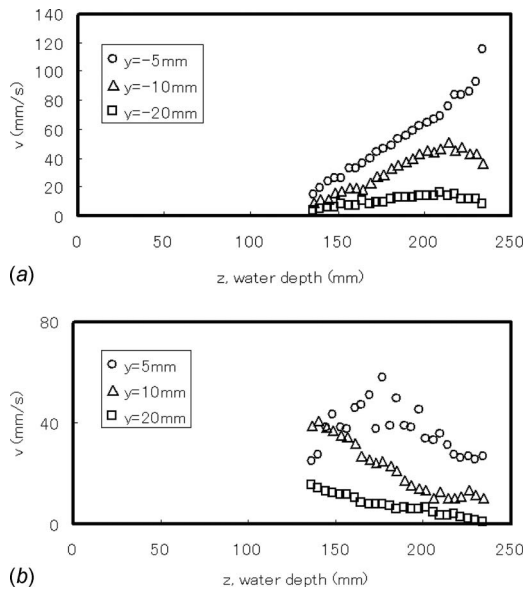 140
120
100
80
60
40
20
0
v (mm/s)
y=−5mm
y=−10mm
y=−20mm
0 50 100 150 200 250
z, water depth (mm)
(a)
80
40
0
v (mm/s)
y=5mm
y=10mm
y=20mm
0 50 100 150 200 250
z, water depth (mm)
(b)